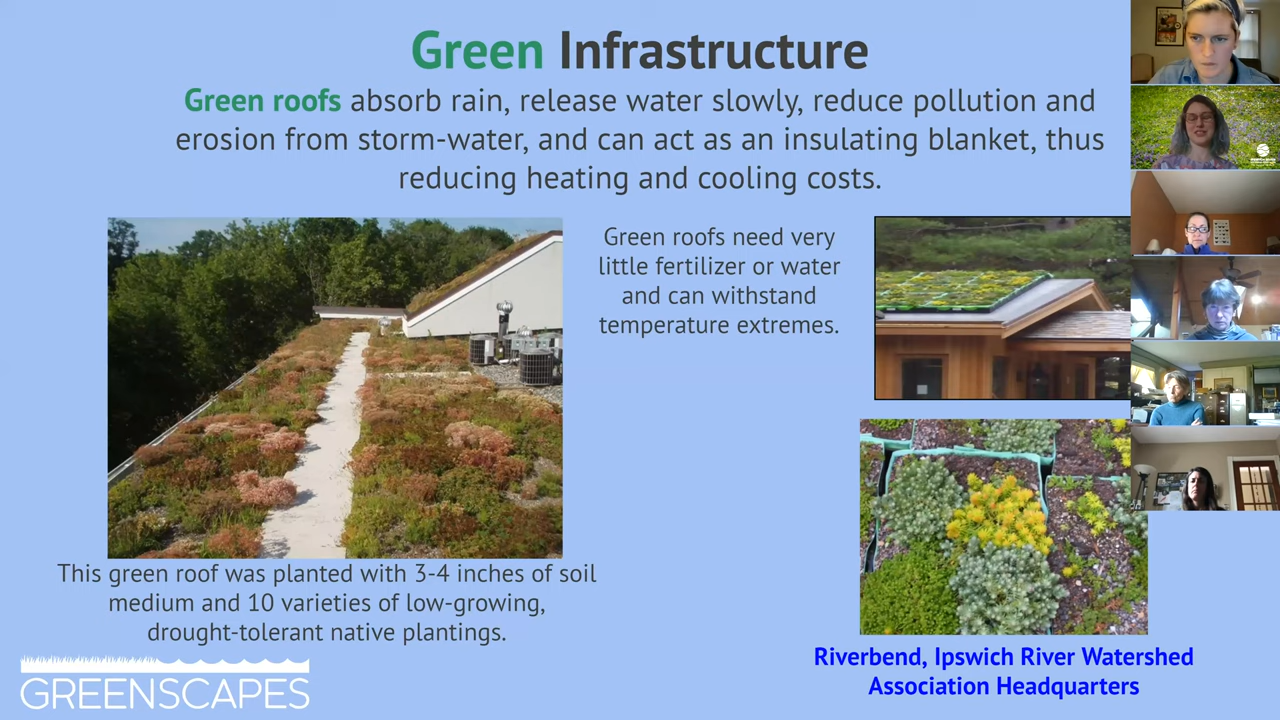 Green Infrastructure
Green roofs absorb rain, release water slowly, reduce pollution and
erosion from storm-water, and can act as an insulating blanket, thus
reducing heating and cooling costs.
Green roofs need very
little fertilizer or water
and can withstand
temperature extremes.
This green roof was planted with 3-4 inches of soil
medium and 10 varieties of low-growing,
drought-tolerant native plantings.
Riverbend, Ipswich River Watershed
Association Headquarters
GREENSCAPES